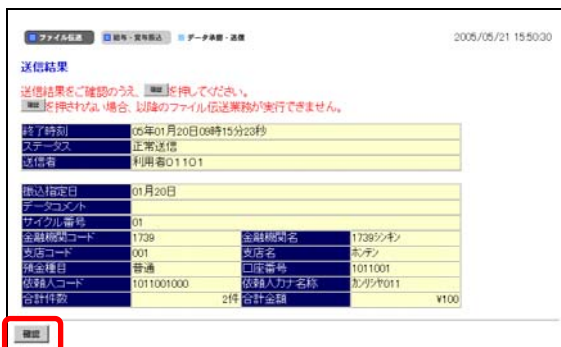 ファイル伝送 給与・賞与振込 データ承認・送信 2005/05/21 15:50:30
送信結果
送信結果をご確認のうえ、確認を押してください。
確認を押されない場合、以降のファイル伝送業務が実行できません。
終了時刻 05年01月20日09時15分23秒
ステータス 正常送信
送信者 利用者01101
振込指定日 01月20日
データコメント
サイクル番号 01
金融機関コード 1739 金融機関名 1739シンキン
支店コード 001 支店名 ホンテン
預金種目 普通 口座番号 1011001
依頼人コード 1011001000 依頼人カナ名称 カンリシヤ011
合計件数 2件 合計金額 ¥100
確認